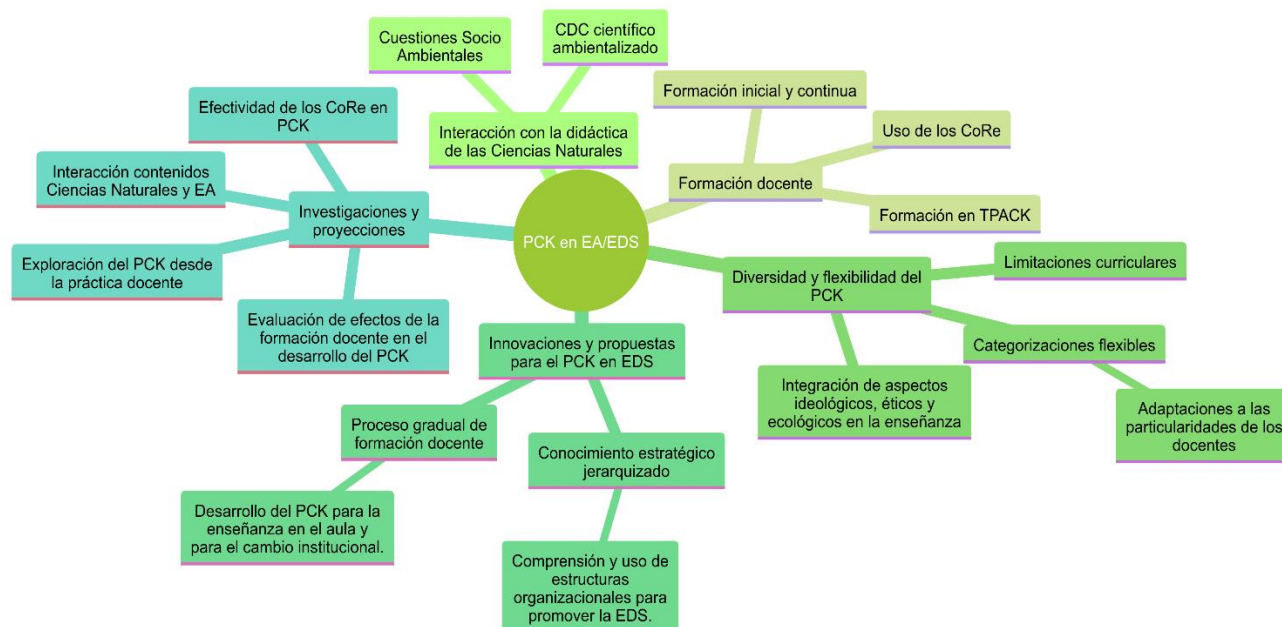 Cuestiones Socio
Ambientales
CDC científico
ambientalizado
Interacción con la didáctica
de las Ciencias Naturales
Formación inicial y continua
Uso de los CoRe
Formación docente
Formación en TPACK
Efectividad de los CoRe en
PCK
Interacción contenidos
Ciencias Naturales y EA
Investigaciones y
proyecciones
Exploración del PCK desde
la práctica docente
Evaluación de efectos de la
formación docente en el
desarrollo del PCK
PCK en EA/EDS
Diversidad y flexibilidad del
PCK
Limitaciones curriculares
Categorizaciones flexibles
Integración de aspectos
ideológicos, éticos y
ecológicos en la enseñanza
Adaptaciones a las
particularidades de los
docentes
Innovaciones y propuestas
para el PCK en EDS
Proceso gradual de
formación docente
Conocimiento estratégico
jerarquizado
Desarrollo del PCK para la
enseñanza en el aula y
para el cambio institucional.
Comprensión y uso de
estructuras
organizacionales para
promover la EDS.